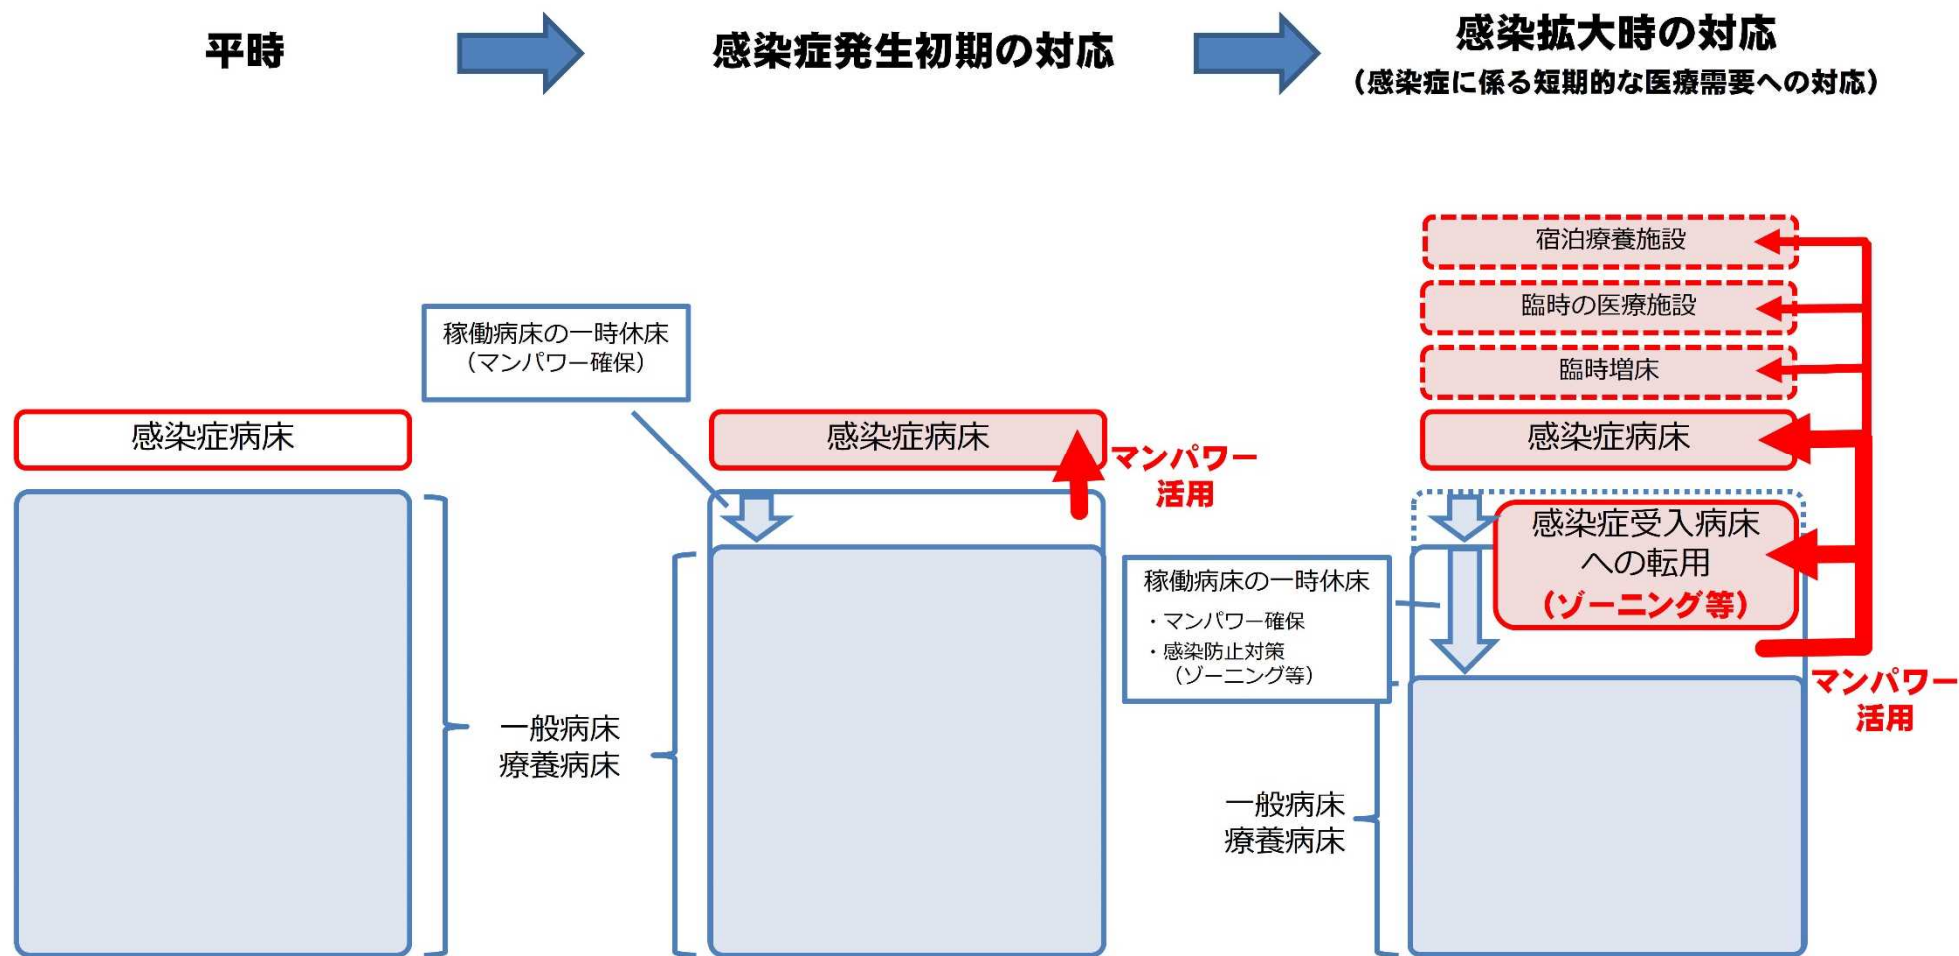 平時
感染症発生初期の対応
感染拡大時の対応
（感染症に係る短期的な医療需要への対応）
感染症病床
一般病床
療養病床
稼働病床の一時休床
（マンパワー確保）
感染症病床
マンパワー
活用
宿泊療養施設
臨時の医療施設
臨時増床
感染症病床
感染症受入病床
への転用
（ゾーニング等）
稼働病床の一時休床
・マンパワー確保
・感染防止対策
（ゾーニング等）
マンパワー
活用
一般病床
療養病床